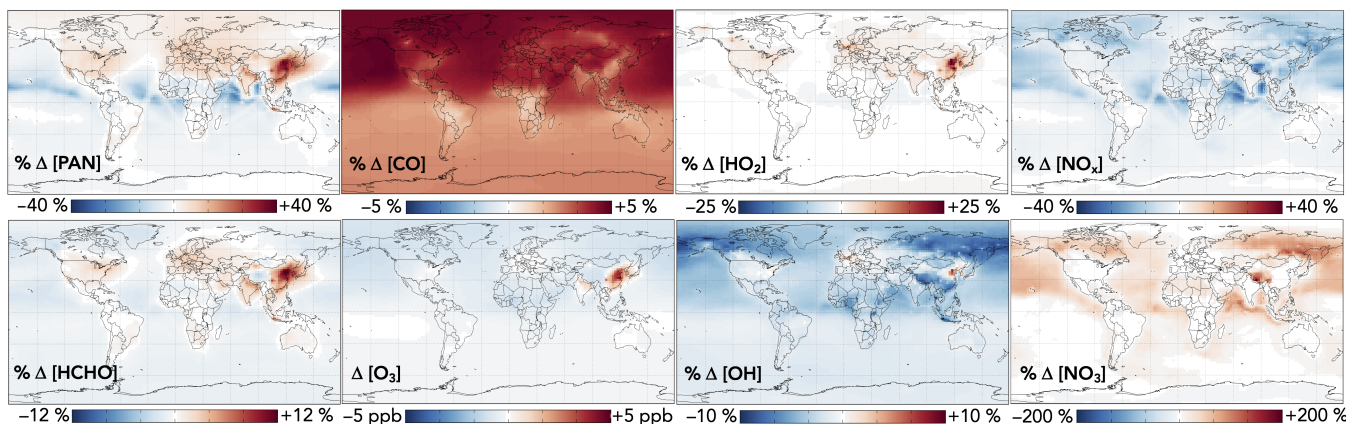 % Δ [PAN]
–40 % +40 %
% Δ [CO]
–5 % +5 %
% Δ [HO₂]
–25 % +25 %
% Δ [NOₓ]
–40 % +40 %
% Δ [HCHO]
–12 % +12 %
Δ [O₃]
–5 ppb +5 ppb
% Δ [OH]
–10 % +10 %
% Δ [NO₃]
–200 % +200 %